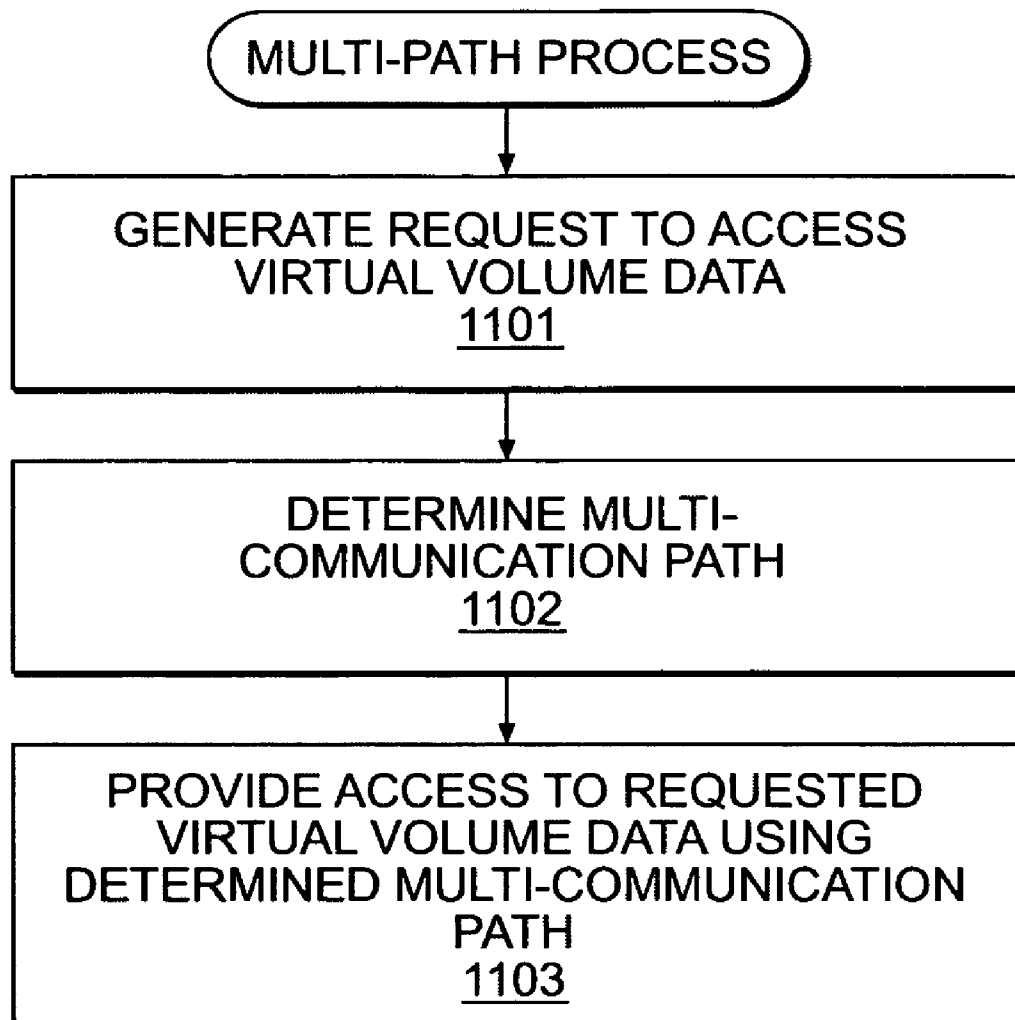 MULTI-PATH PROCESS
GENERATE REQUEST TO ACCESS
VIRTUAL VOLUME DATA
1101
DETERMINE MULTI-
COMMUNICATION PATH
1102
PROVIDE ACCESS TO REQUESTED
VIRTUAL VOLUME DATA USING
DETERMINED MULTI-COMMUNICATION
PATH
1103